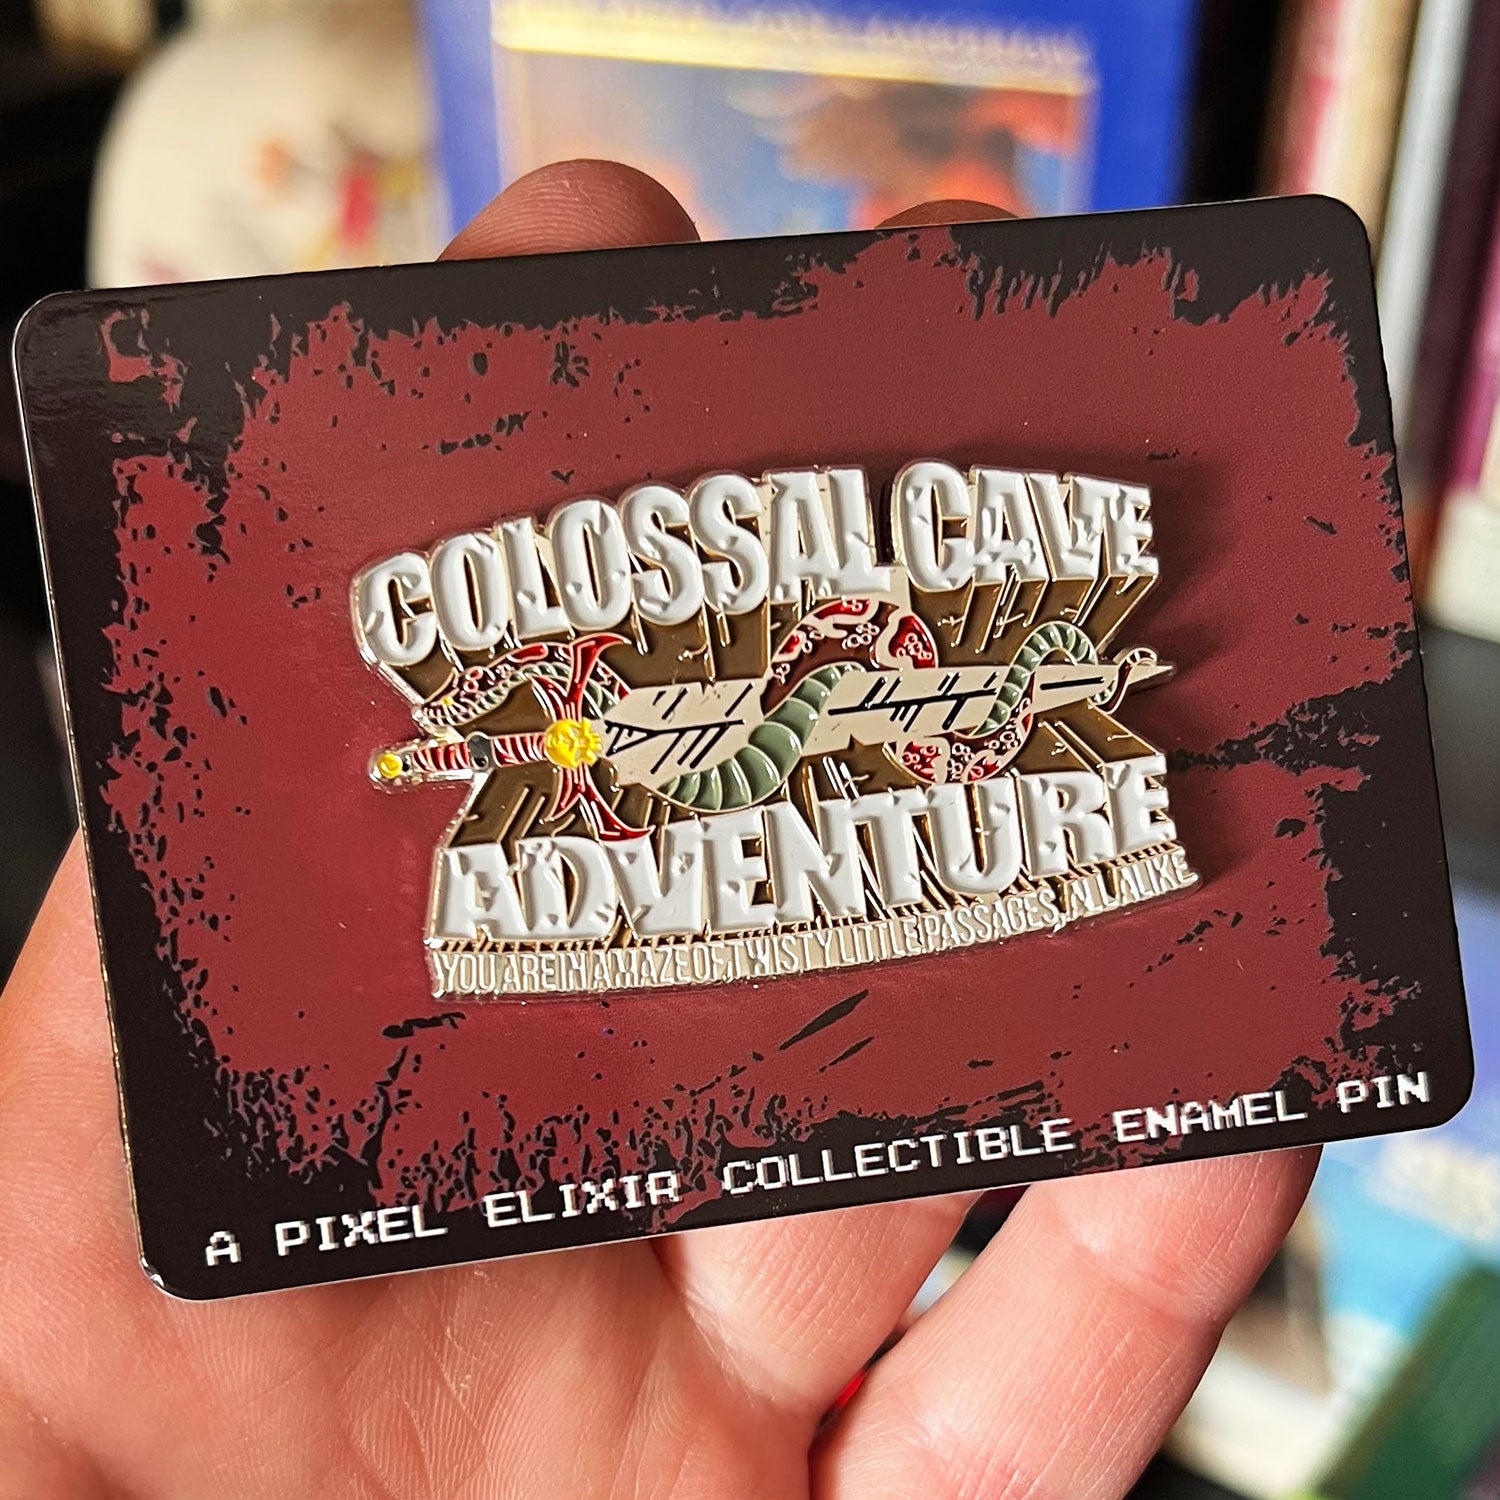 COLOSSAL CAVE
ADVENTURE
YOU ARE IN A MAZE OF TWISTY LITTLE PASSAGES, ALL ALIKE
A PIXEL ELIXIR COLLECTIBLE ENAMEL PIN